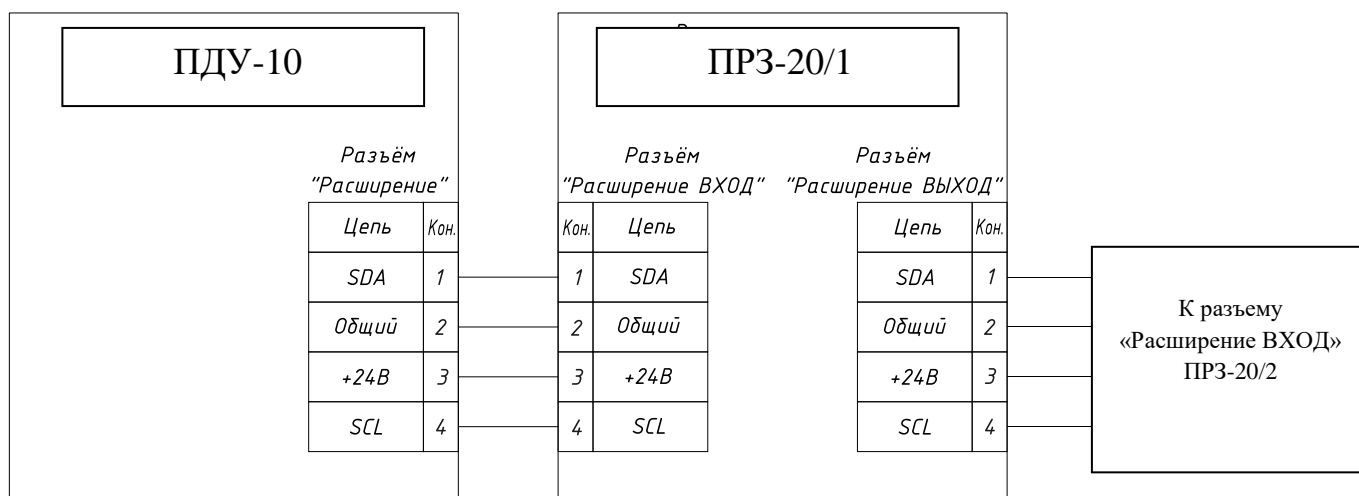 ПДУ-10
ПРЗ-20/1
Разъём
"Расширение"
Разъём
"Расширение ВХОД"
Разъём
"Расширение ВЫХОД"
Цепь Кон.
SDA 1
Общий 2
+24В 3
SCL 4
Кон. Цепь
1 SDA
2 Общий
3 +24В
4 SCL
Цепь Кон.
SDA 1
Общий 2
+24В 3
SCL 4
К разъему
«Расширение ВХОД»
ПРЗ-20/2